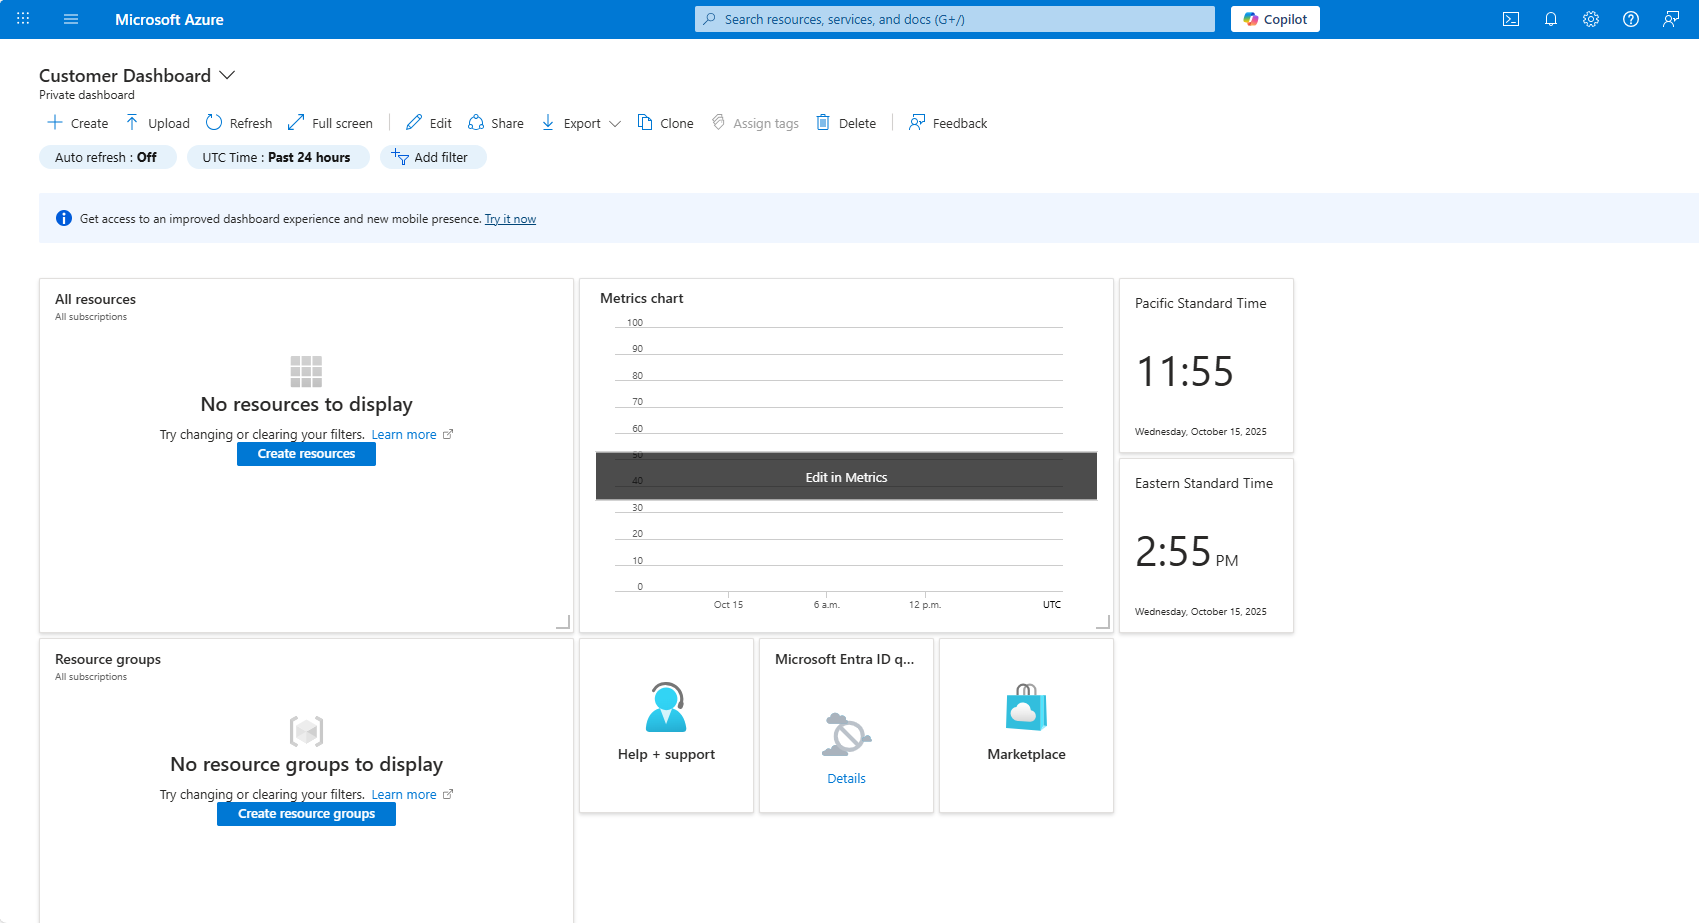 Microsoft Azure
Search resources, services, and docs (G+/)
Copilot
Customer Dashboard
Private dashboard
Create
Upload
Refresh
Full screen
Edit
Share
Export
Clone
Assign tags
Delete
Feedback
Auto refresh : Off
UTC Time : Past 24 hours
Add filter
Get access to an improved dashboard experience and new mobile presence. Try it now
All resources
All subscriptions
No resources to display
Try changing or clearing your filters. Learn more
Create resources
Metrics chart
100
90
80
70
60
50
40
Edit in Metrics
30
20
10
0
Oct 15
6 a.m.
12 p.m.
UTC
Pacific Standard Time
11:55
Wednesday, October 15, 2025
Eastern Standard Time
2:55 PM
Wednesday, October 15, 2025
Resource groups
All subscriptions
No resource groups to display
Try changing or clearing your filters. Learn more
Create resource groups
Help + support
Microsoft Entra ID q...
Details
Marketplace